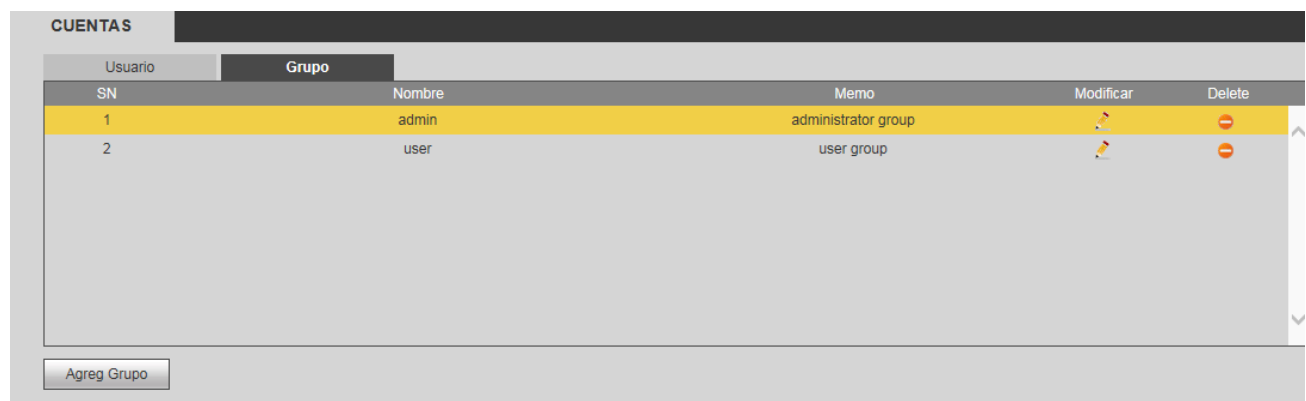 CUENTAS
Usuario Grupo
SN Nombre Memo Modificar Delete
1 admin administrator group
2 user user group
Agreg Grupo